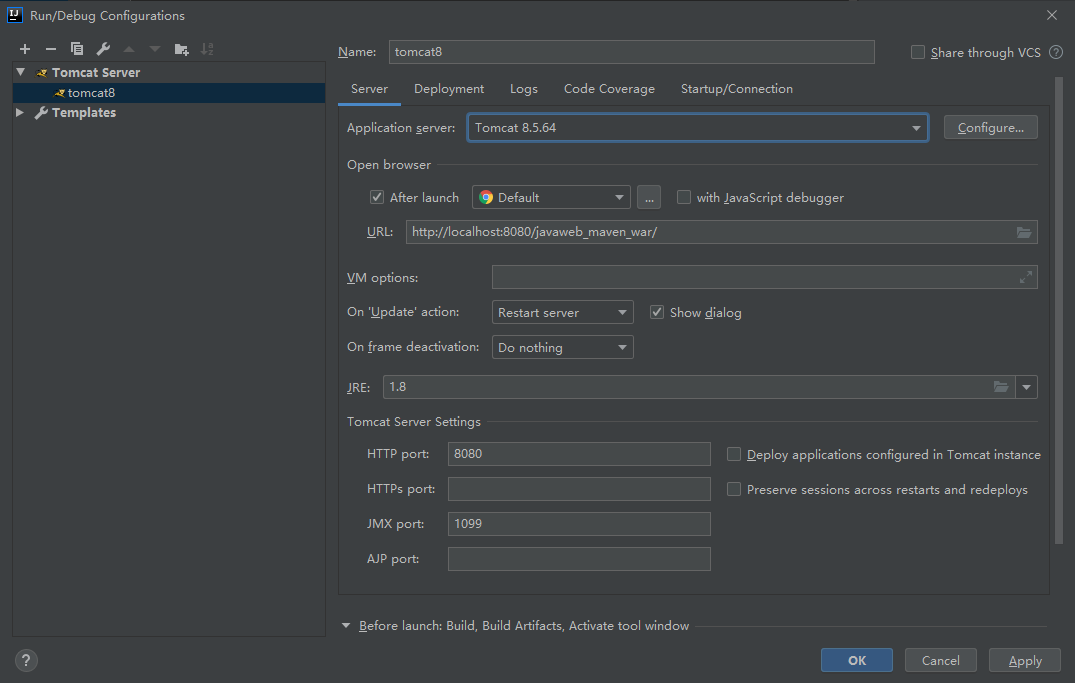 Run/Debug Configurations
Name: tomcat8
Share through VCS ?
Tomcat Server
tomcat8
Templates
Server Deployment Logs Code Coverage Startup/Connection
Application server: Tomcat 8.5.64 Configure...
Open browser
After launch Default ... with JavaScript debugger
URL: http://localhost:8080/javaweb_maven_war/
VM options:
On 'Update' action: Restart server Show dialog
On frame deactivation: Do nothing
JRE: 1.8
Tomcat Server Settings
HTTP port: 8080 Deploy applications configured in Tomcat instance
HTTPs port: Preserve sessions across restarts and redeploys
JMX port: 1099
AJP port:
Before launch: Build, Build Artifacts, Activate tool window
? OK Cancel Apply